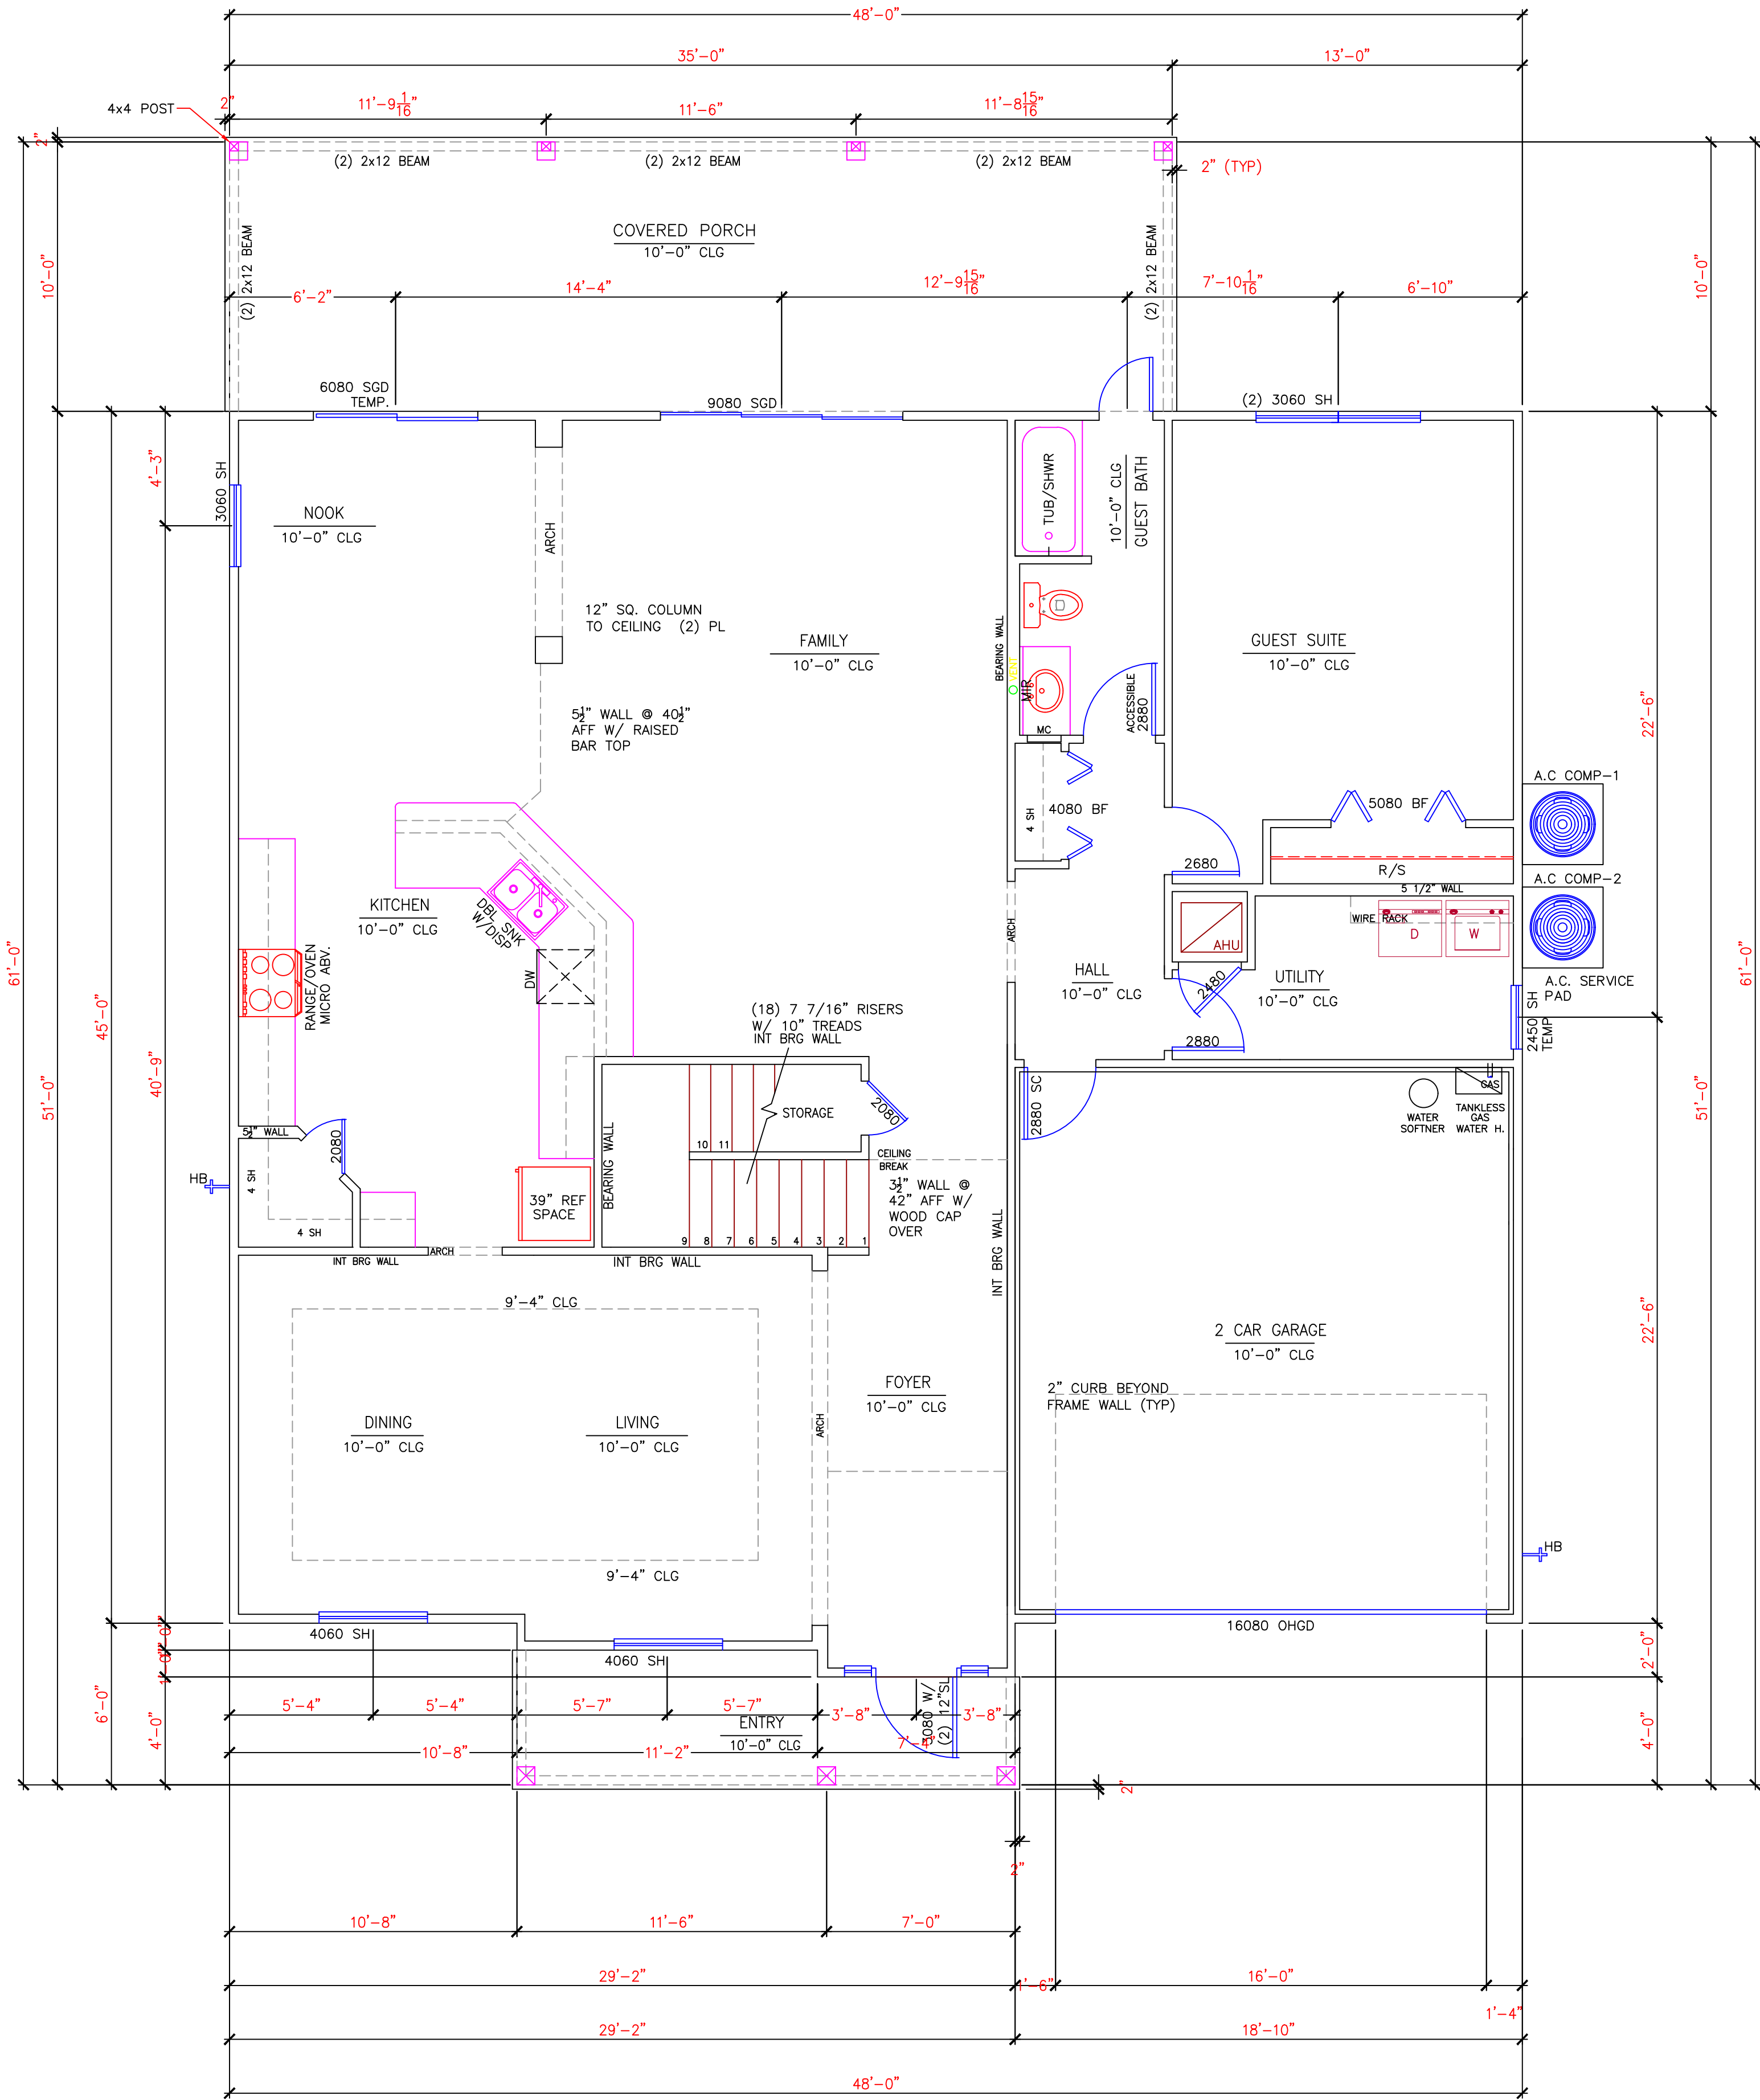 48'-0"
35'-0"
13'-0"
4x4 POST
2"
11'-9 1/16"
11'-6"
11'-8 15/16"
2"
(2) 2x12 BEAM
(2) 2x12 BEAM
(2) 2x12 BEAM
2" (TYP)
COVERED PORCH
10'-0" CLG
(2) 2x12 BEAM
(2) 2x12 BEAM
10'-0"
10'-0"
6'-2"
14'-4"
12'-9 15/16"
7'-10 1/16"
6'-10"
6080 SGD
TEMP.
9080 SGD
(2) 3060 SH
4'-3"
3060 SH
NOOK
10'-0" CLG
ARCH
TUB/SHWR
10'-0" CLG
GUEST BATH
12" SQ. COLUMN
TO CEILING (2) PL
FAMILY
10'-0" CLG
BEARING WALL
VENT
MIR
MC
ACCESSIBLE
2880
GUEST SUITE
10'-0" CLG
22'-6"
5 1/2" WALL @ 40 1/2"
AFF W/ RAISED
BAR TOP
A.C COMP-1
4 SH
4080 BF
5080 BF
2680
R/S
5 1/2" WALL
A.C COMP-2
KITCHEN
10'-0" CLG
DBL SNK
W/DISP
WIRE RACK
D
W
ARCH
AHU
61'-0"
61'-0"
RANGE/OVEN
MICRO ABV.
DW
HALL
10'-0" CLG
2480
UTILITY
10'-0" CLG
A.C. SERVICE
PAD
2450 SH
TEMP
45'-0"
51'-0"
40'-9"
51'-0"
(18) 7 7/16" RISERS
W/ 10" TREADS
INT BRG WALL
2880
2880 SC
GAS
WATER
SOFTNER
TANKLESS
GAS
WATER H.
STORAGE
2080
5 1/2" WALL
2080
10
11
BEARING WALL
CEILING
BREAK
HB
4 SH
4 SH
39" REF
SPACE
3 1/2" WALL @
42" AFF W/
WOOD CAP
OVER
9
8
7
6
5
4
3
2
1
INT BRG WALL
INT BRG WALL
ARCH
INT BRG WALL
9'-4" CLG
22'-6"
2 CAR GARAGE
10'-0" CLG
2" CURB BEYOND
FRAME WALL (TYP)
FOYER
10'-0" CLG
DINING
10'-0" CLG
LIVING
10'-0" CLG
ARCH
9'-4" CLG
HB
4060 SH
16080 OHGD
4060 SH
1'-0"
2'-0"
6'-0"
4'-0"
4'-0"
5'-4"
5'-4"
5'-7"
5'-7"
3'-8"
3'-8"
3080 W/
(2) 12"SL
ENTRY
10'-0" CLG
10'-8"
11'-2"
7'-4"
2"
2"
10'-8"
11'-6"
7'-0"
29'-2"
1'-6"
16'-0"
1'-4"
29'-2"
18'-10"
48'-0"